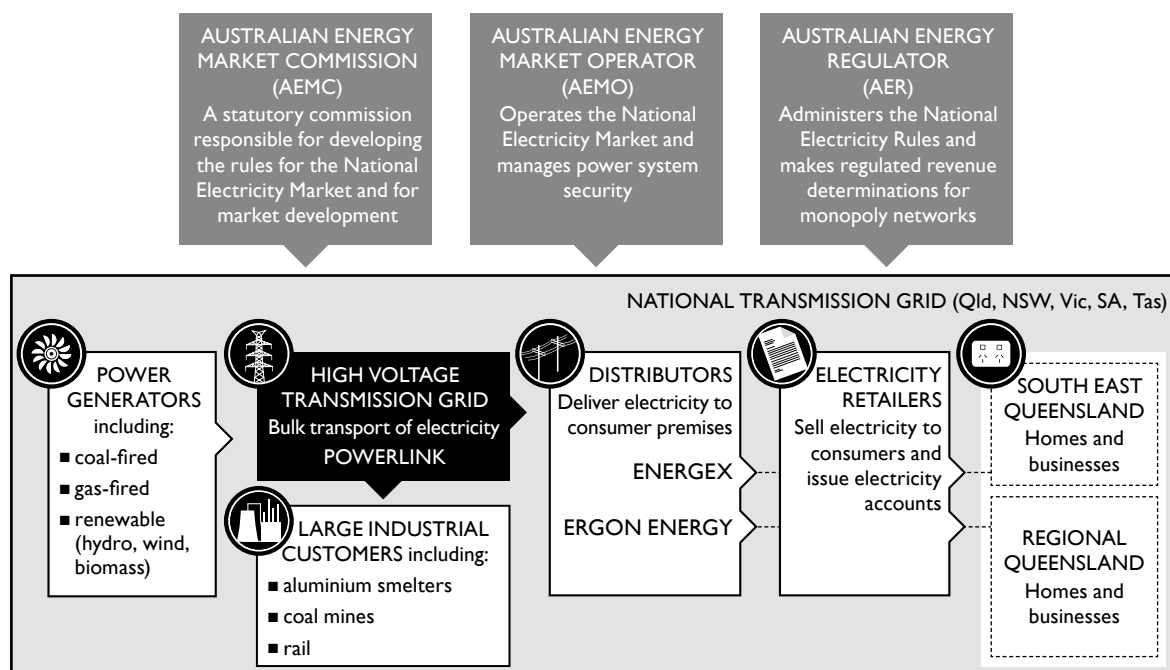 AUSTRALIAN ENERGY
MARKET COMMISSION
(AEMC)
A statutory commission
responsible for developing
the rules for the National
Electricity Market and for
market development
AUSTRALIAN ENERGY
MARKET OPERATOR
(AEMO)
Operates the National
Electricity Market and
manages power system
security
AUSTRALIAN ENERGY
REGULATOR
(AER)
Administers the National
Electricity Rules and
makes regulated revenue
determinations for
monopoly networks
NATIONAL TRANSMISSION GRID (Qld, NSW, Vic, SA, Tas)
POWER
GENERATORS
including:
■ coal-fired
■ gas-fired
■ renewable
(hydro, wind,
biomass)
HIGH VOLTAGE
TRANSMISSION GRID
Bulk transport of electricity
POWERLINK
LARGE INDUSTRIAL
CUSTOMERS including:
■ aluminium smelters
■ coal mines
■ rail
DISTRIBUTORS
Deliver electricity to
consumer premises
ENERGEX
ERGON ENERGY
ELECTRICITY
RETAILERS
Sell electricity to
consumers and
issue electricity
accounts
SOUTH EAST
QUEENSLAND
Homes and
businesses
REGIONAL
QUEENSLAND
Homes and
businesses